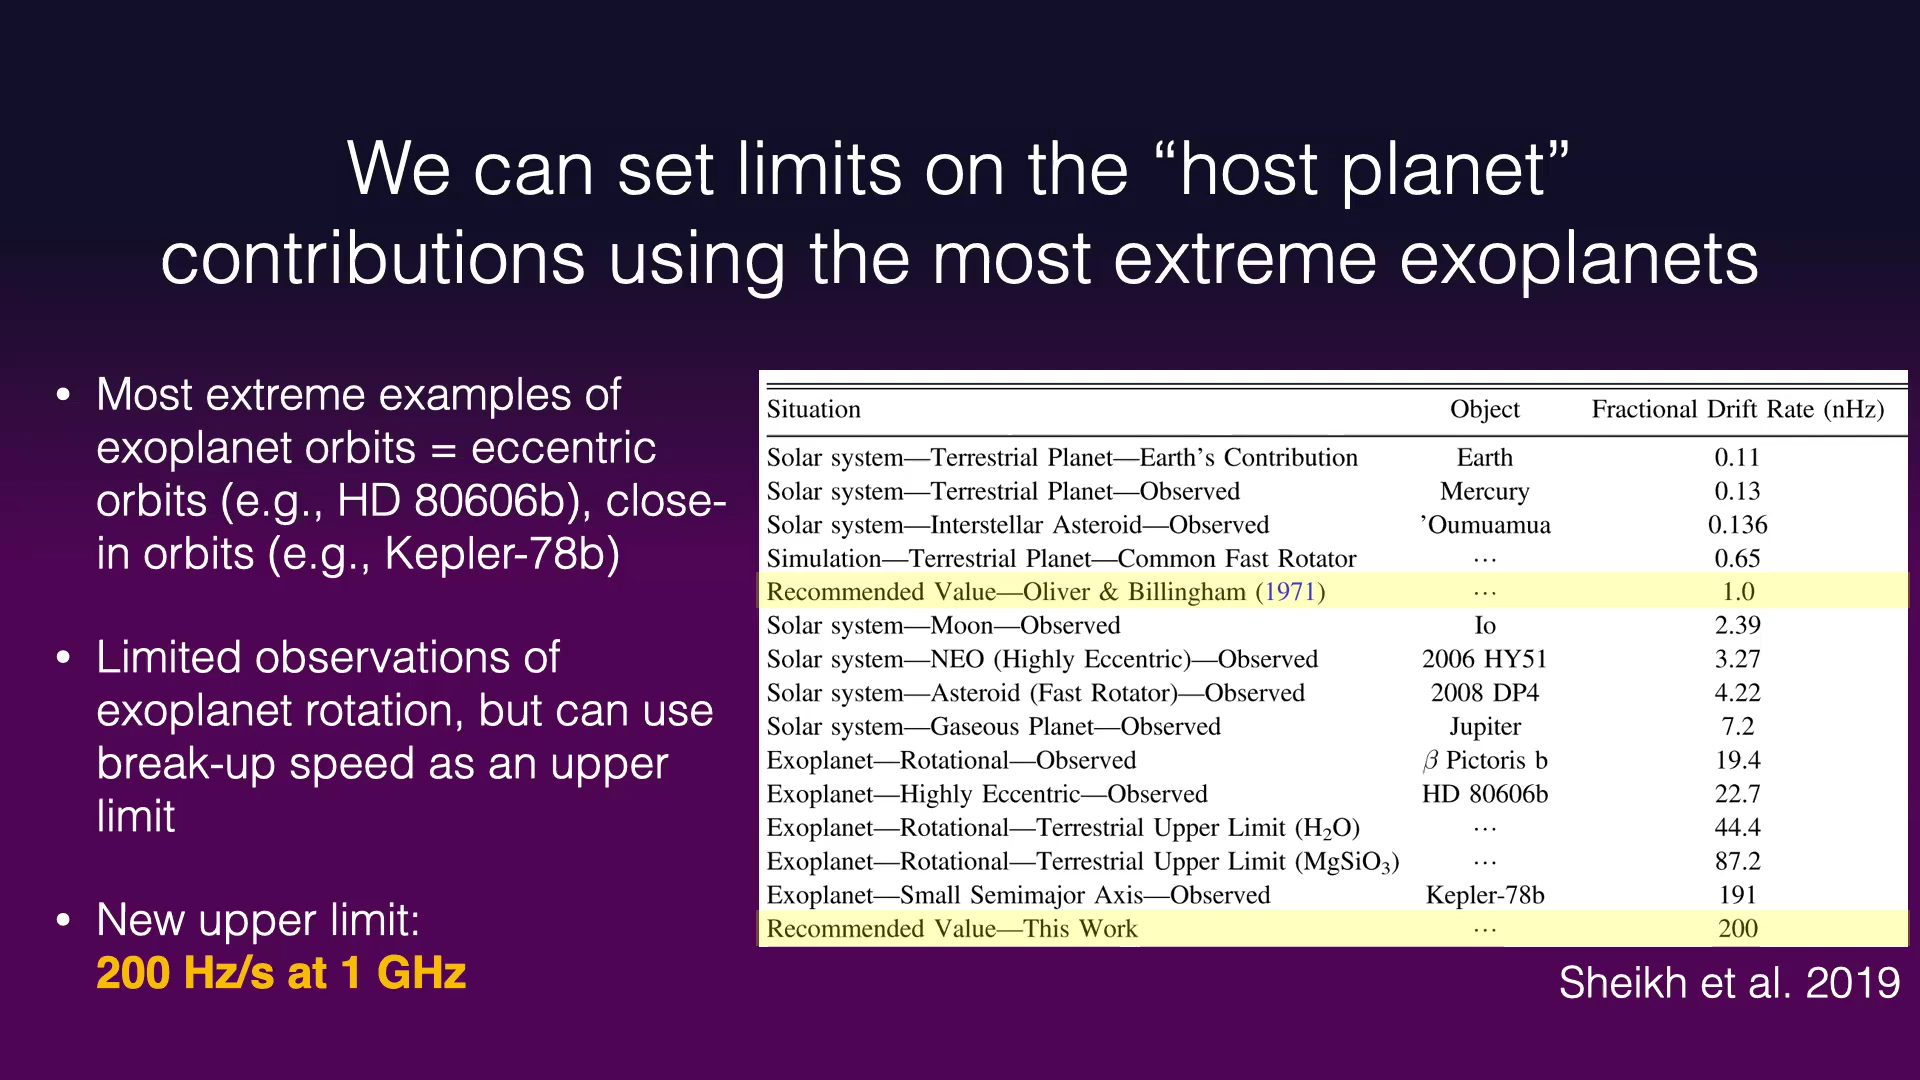 We can set limits on the “host planet”
contributions using the most extreme exoplanets
• Most extreme examples of
exoplanet orbits = eccentric
orbits (e.g., HD 80606b), close-
in orbits (e.g., Kepler-78b)
• Limited observations of
exoplanet rotation, but can use
break-up speed as an upper
limit
• New upper limit:
200 Hz/s at 1 GHz
Situation Object Fractional Drift Rate (nHz)
Solar system—Terrestrial Planet—Earth’s Contribution Earth 0.11
Solar system—Terrestrial Planet—Observed Mercury 0.13
Solar system—Interstellar Asteroid—Observed ’Oumuamua 0.136
Simulation—Terrestrial Planet—Common Fast Rotator ⋯ 0.65
Recommended Value—Oliver & Billingham (1971) ⋯ 1.0
Solar system—Moon—Observed Io 2.39
Solar system—NEO (Highly Eccentric)—Observed 2006 HY51 3.27
Solar system—Asteroid (Fast Rotator)—Observed 2008 DP4 4.22
Solar system—Gaseous Planet—Observed Jupiter 7.2
Exoplanet—Rotational—Observed β Pictoris b 19.4
Exoplanet—Highly Eccentric—Observed HD 80606b 22.7
Exoplanet—Rotational—Terrestrial Upper Limit (H₂O) ⋯ 44.4
Exoplanet—Rotational—Terrestrial Upper Limit (MgSiO₃) ⋯ 87.2
Exoplanet—Small Semimajor Axis—Observed Kepler-78b 191
Recommended Value—This Work ⋯ 200
Sheikh et al. 2019